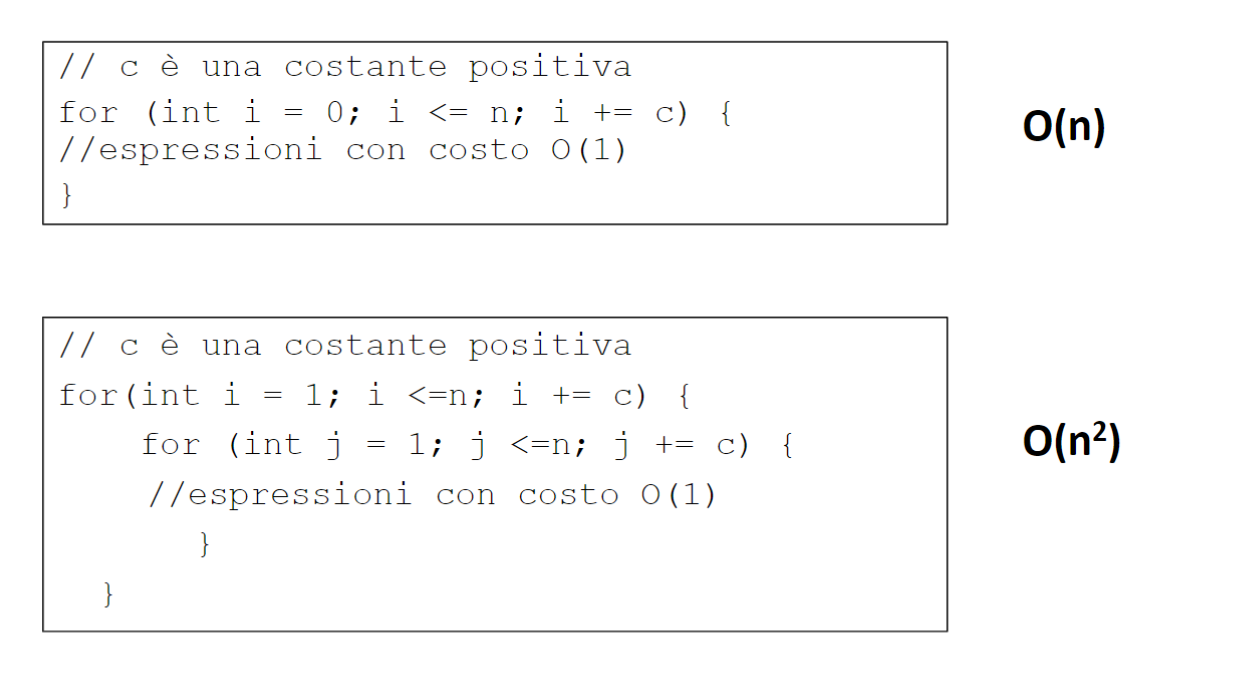 // c è una costante positiva
for (int i = 0; i <= n; i += c) {
//espressioni con costo O(1)
}
O(n)
// c è una costante positiva
for(int i = 1; i <=n; i += c) {
for (int j = 1; j <=n; j += c) {
//espressioni con costo O(1)
}
}
O(n²)